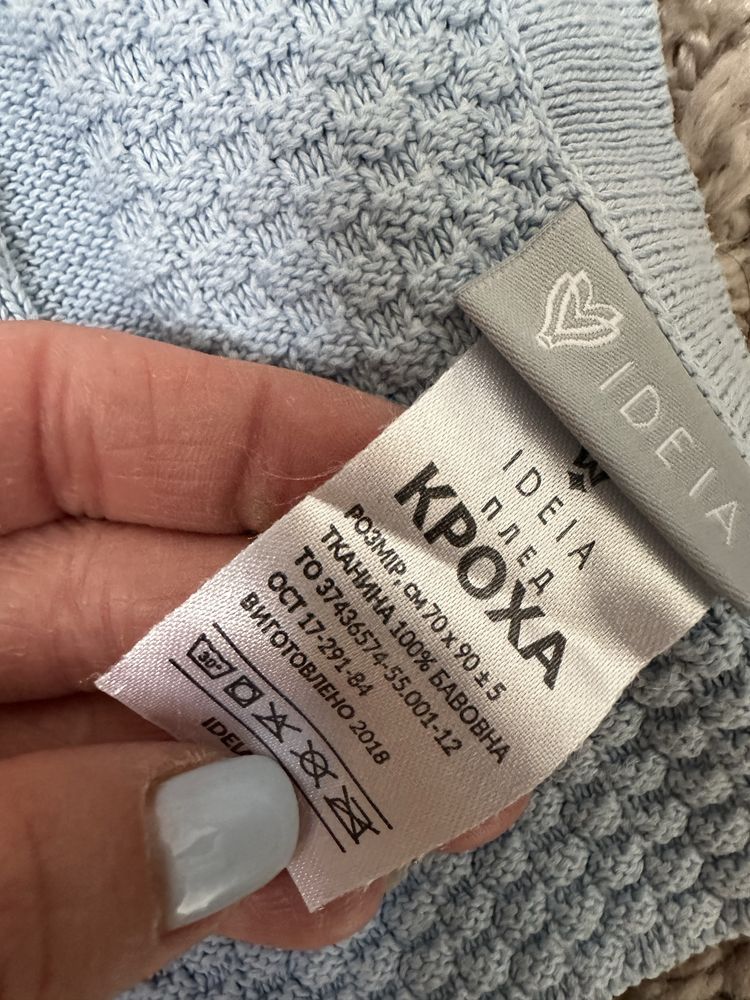 IDEIA
IDEIA
ПЛЕД
КРОХА
РОЗМІР, см 70 х 90 ± 5
ТКАНИНА 100% БАВОВНА
ТО 37436574-55.001-12
ОСТ 17-291-84
ВИГОТОВЛЕНО 2018
30°